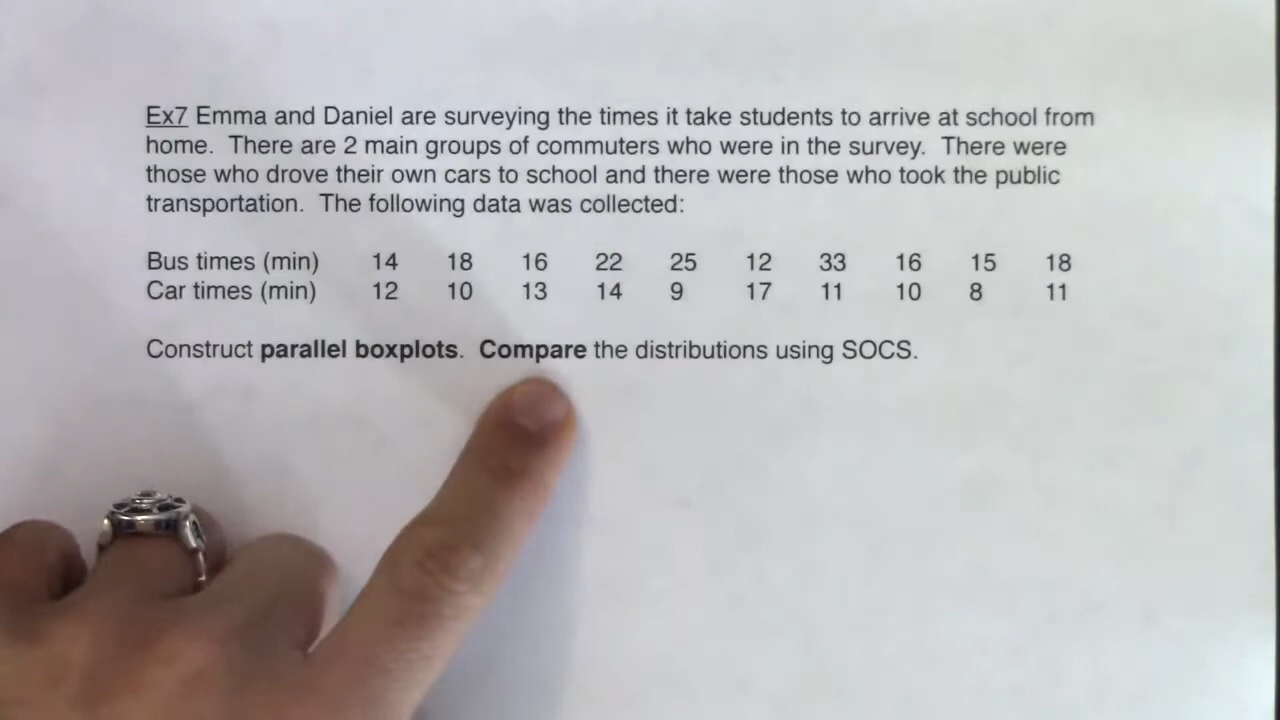 Ex7 Emma and Daniel are surveying the times it take students to arrive at school from
home. There are 2 main groups of commuters who were in the survey. There were
those who drove their own cars to school and there were those who took the public
transportation. The following data was collected:
Bus times (min) 14 18 16 22 25 12 33 16 15 18
Car times (min) 12 10 13 14 9 17 11 10 8 11
Construct parallel boxplots. Compare the distributions using SOCS.